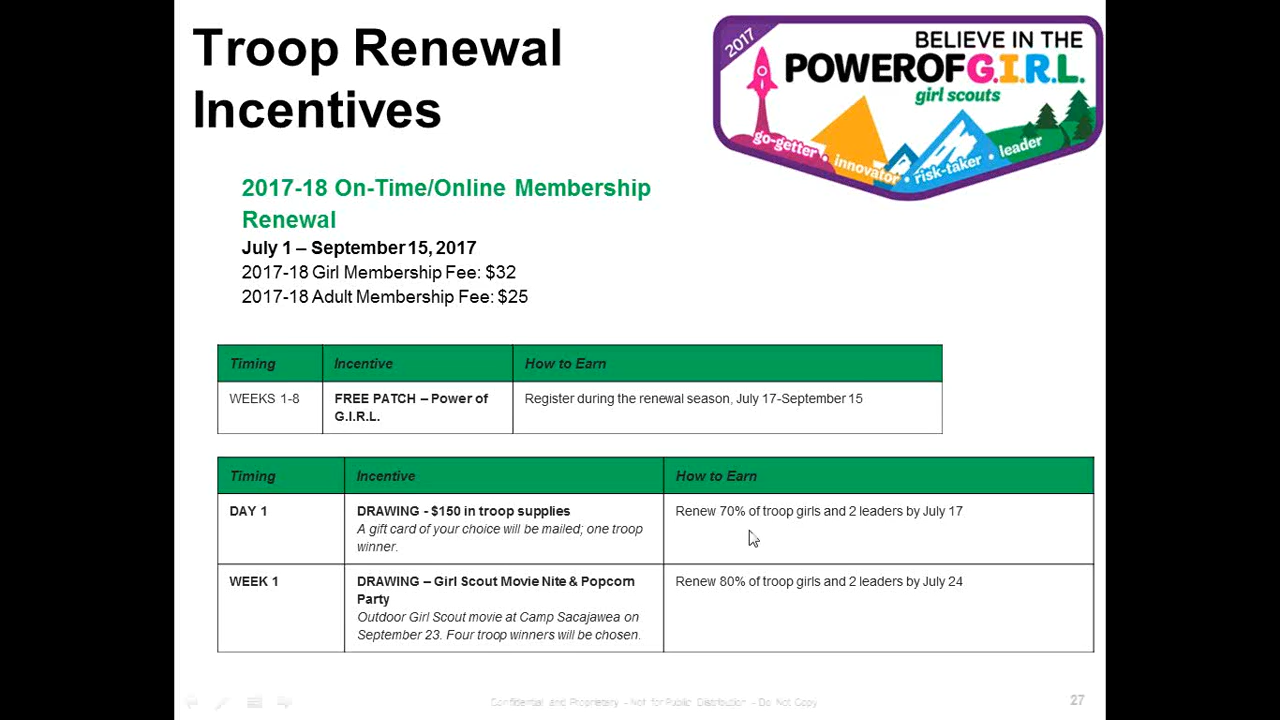 Troop Renewal
Incentives
2017
BELIEVE IN THE
POWEROFG.I.R.L.
girl scouts
go-getter • innovator • risk-taker • leader
2017-18 On-Time/Online Membership
Renewal
July 1 – September 15, 2017
2017-18 Girl Membership Fee: $32
2017-18 Adult Membership Fee: $25
Timing Incentive How to Earn
WEEKS 1-8 FREE PATCH – Power of Register during the renewal season, July 17-September 15
G.I.R.L.
Timing Incentive How to Earn
DAY 1 DRAWING - $150 in troop supplies Renew 70% of troop girls and 2 leaders by July 17
A gift card of your choice will be mailed; one troop
winner.
WEEK 1 DRAWING – Girl Scout Movie Nite & Popcorn Renew 80% of troop girls and 2 leaders by July 24
Party
Outdoor Girl Scout movie at Camp Sacajawea on
September 23. Four troop winners will be chosen.
Confidential and Proprietary - Not for Public Distribution - Do Not Copy
27